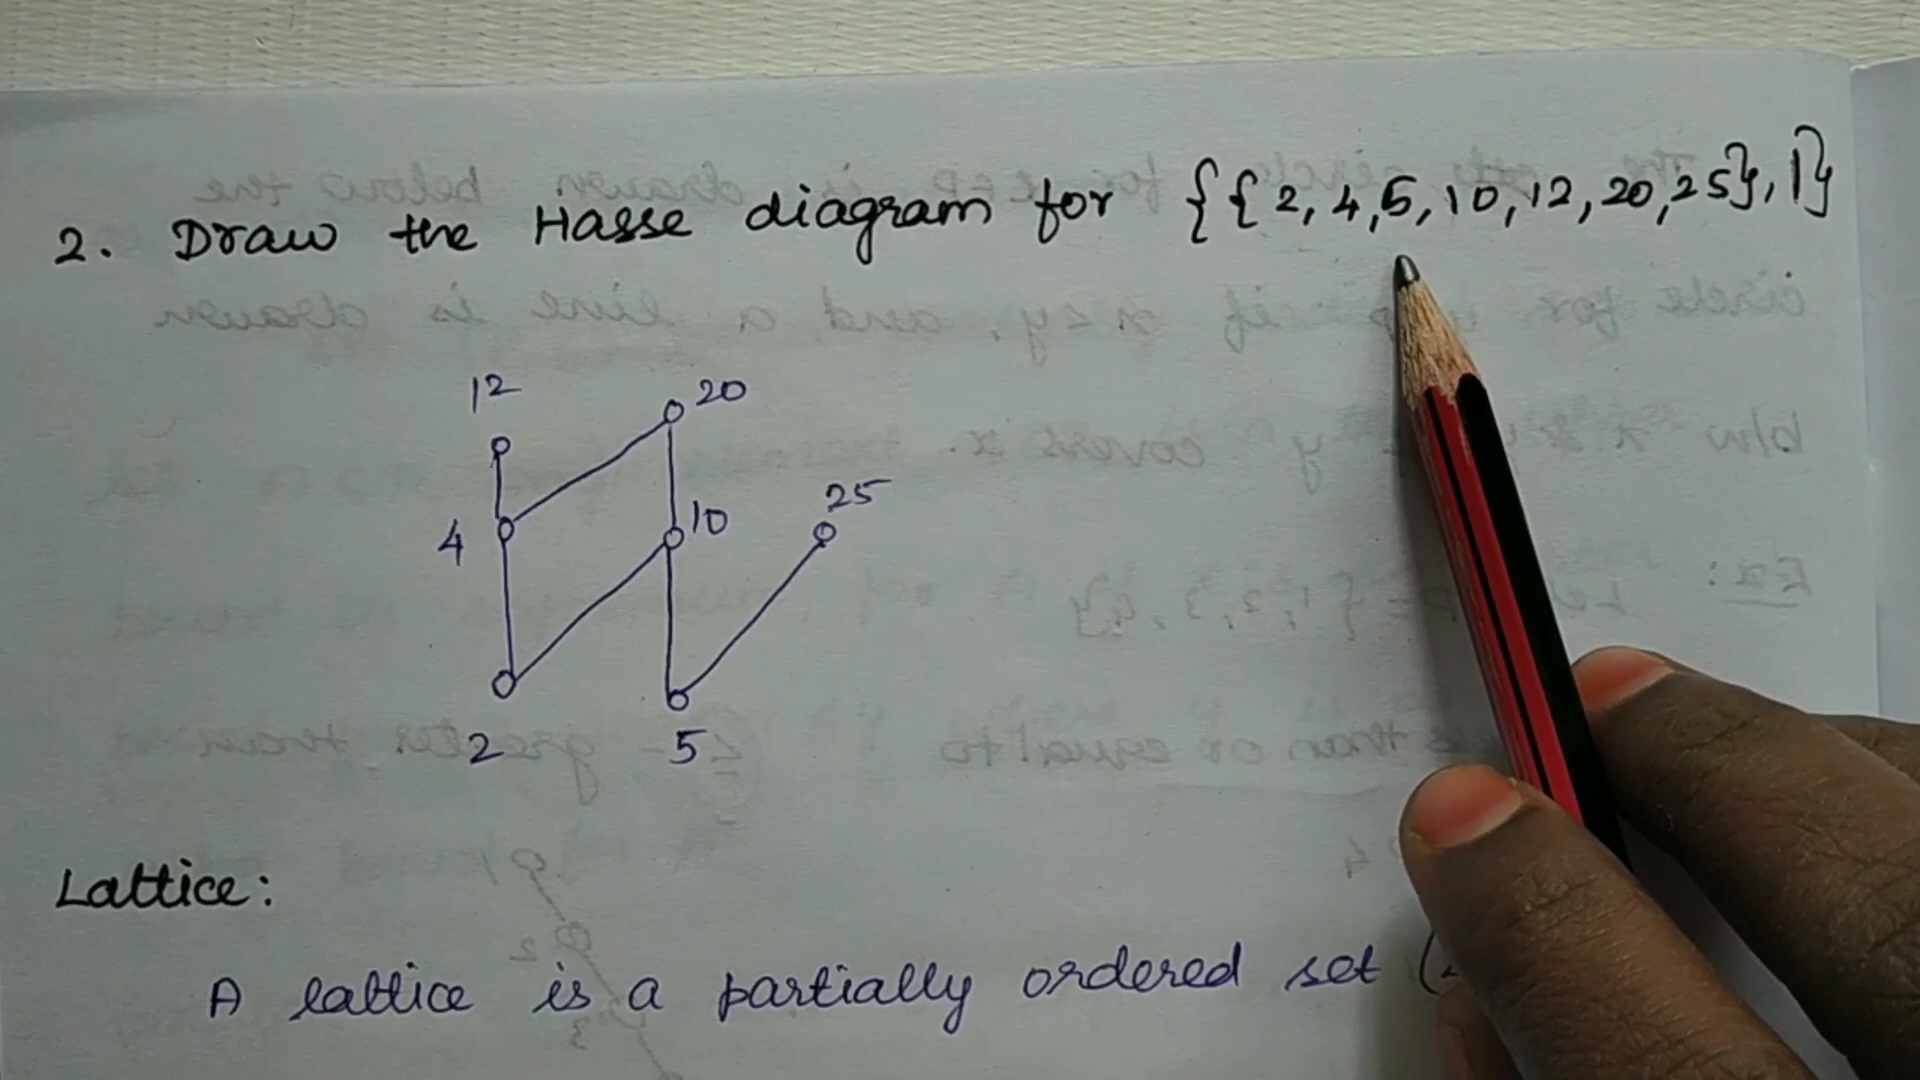 2. Draw the Hasse diagram for {{2,4,5,10,12,20,25},|}
12
20
25
4
10
2
5
Lattice:
A lattice is a partially ordered set (